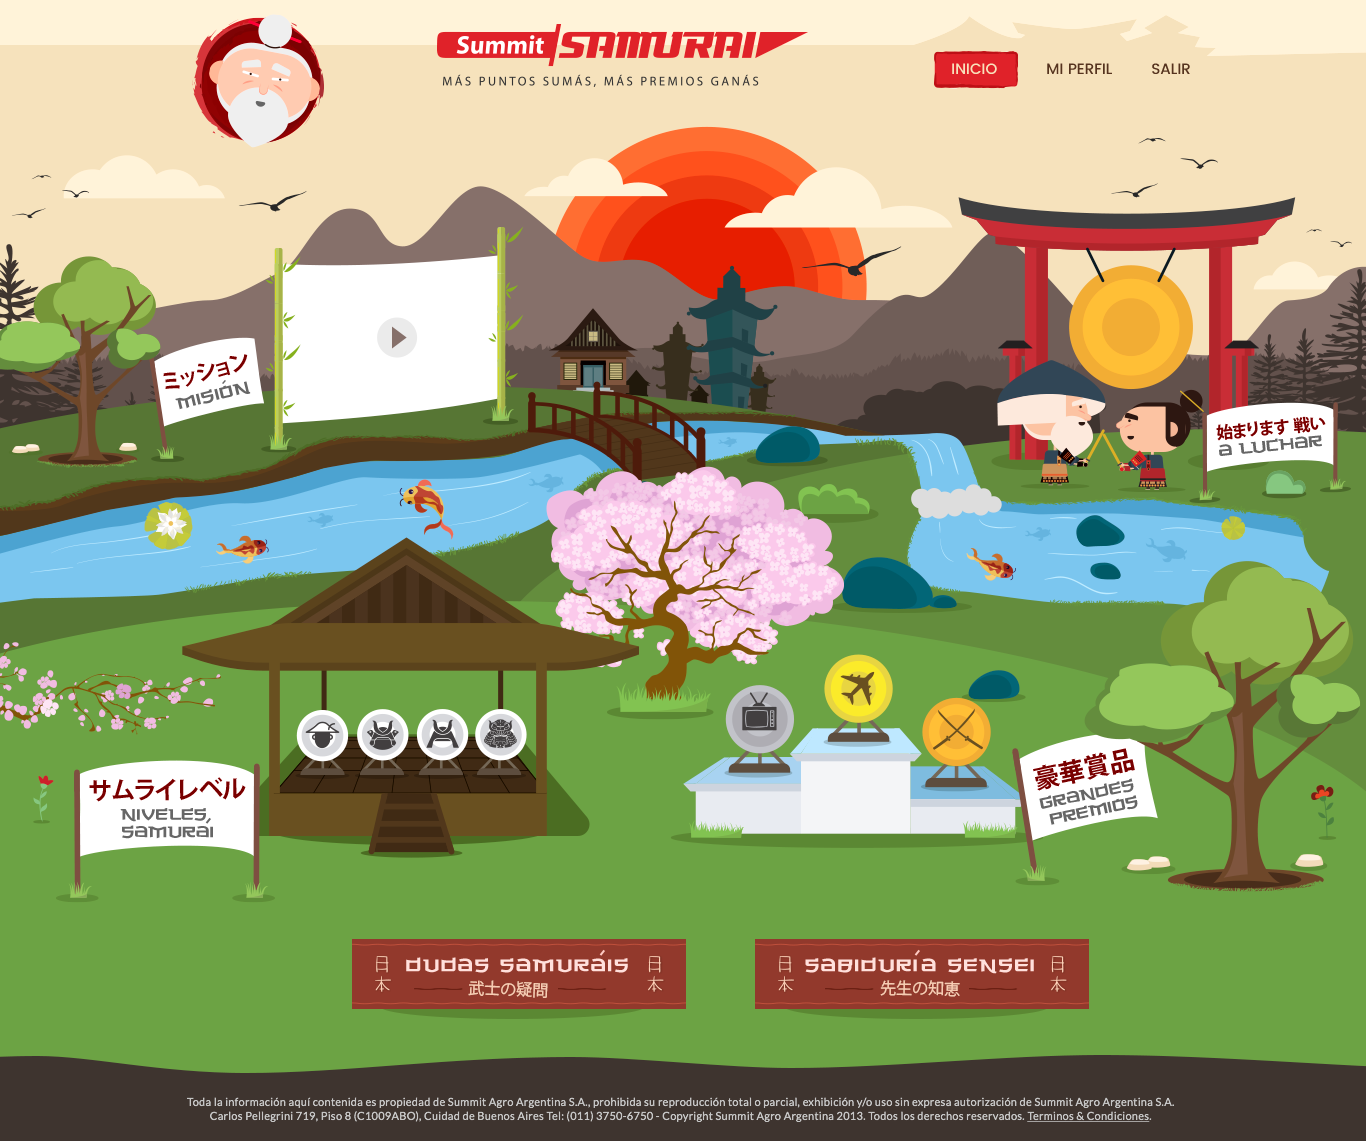 Summit SAMURAI
MÁS PUNTOS SUMÁS, MÁS PREMIOS GANÁS
INICIO
MI PERFIL
SALIR
ミッション
MISIÓN
始まります 戦い
A LUCHAR
サムライレベル
NIVELES
SAMURÁI
豪華賞品
GRANDES
PREMIOS
日本
DUDAS SAMURÁIS
武士の疑問
日本
日本
SABIDURÍA SENSEI
先生の知恵
日本
Toda la información aquí contenida es propiedad de Summit Agro Argentina S.A., prohibida su reproducción total o parcial, exhibición y/o uso sin expresa autorización de Summit Agro Argentina S.A.
Carlos Pellegrini 719, Piso 8 (C1009ABO), Cuidad de Buenos Aires Tel: (011) 3750-6750 - Copyright Summit Agro Argentina 2013. Todos los derechos reservados. Terminos & Condiciones.